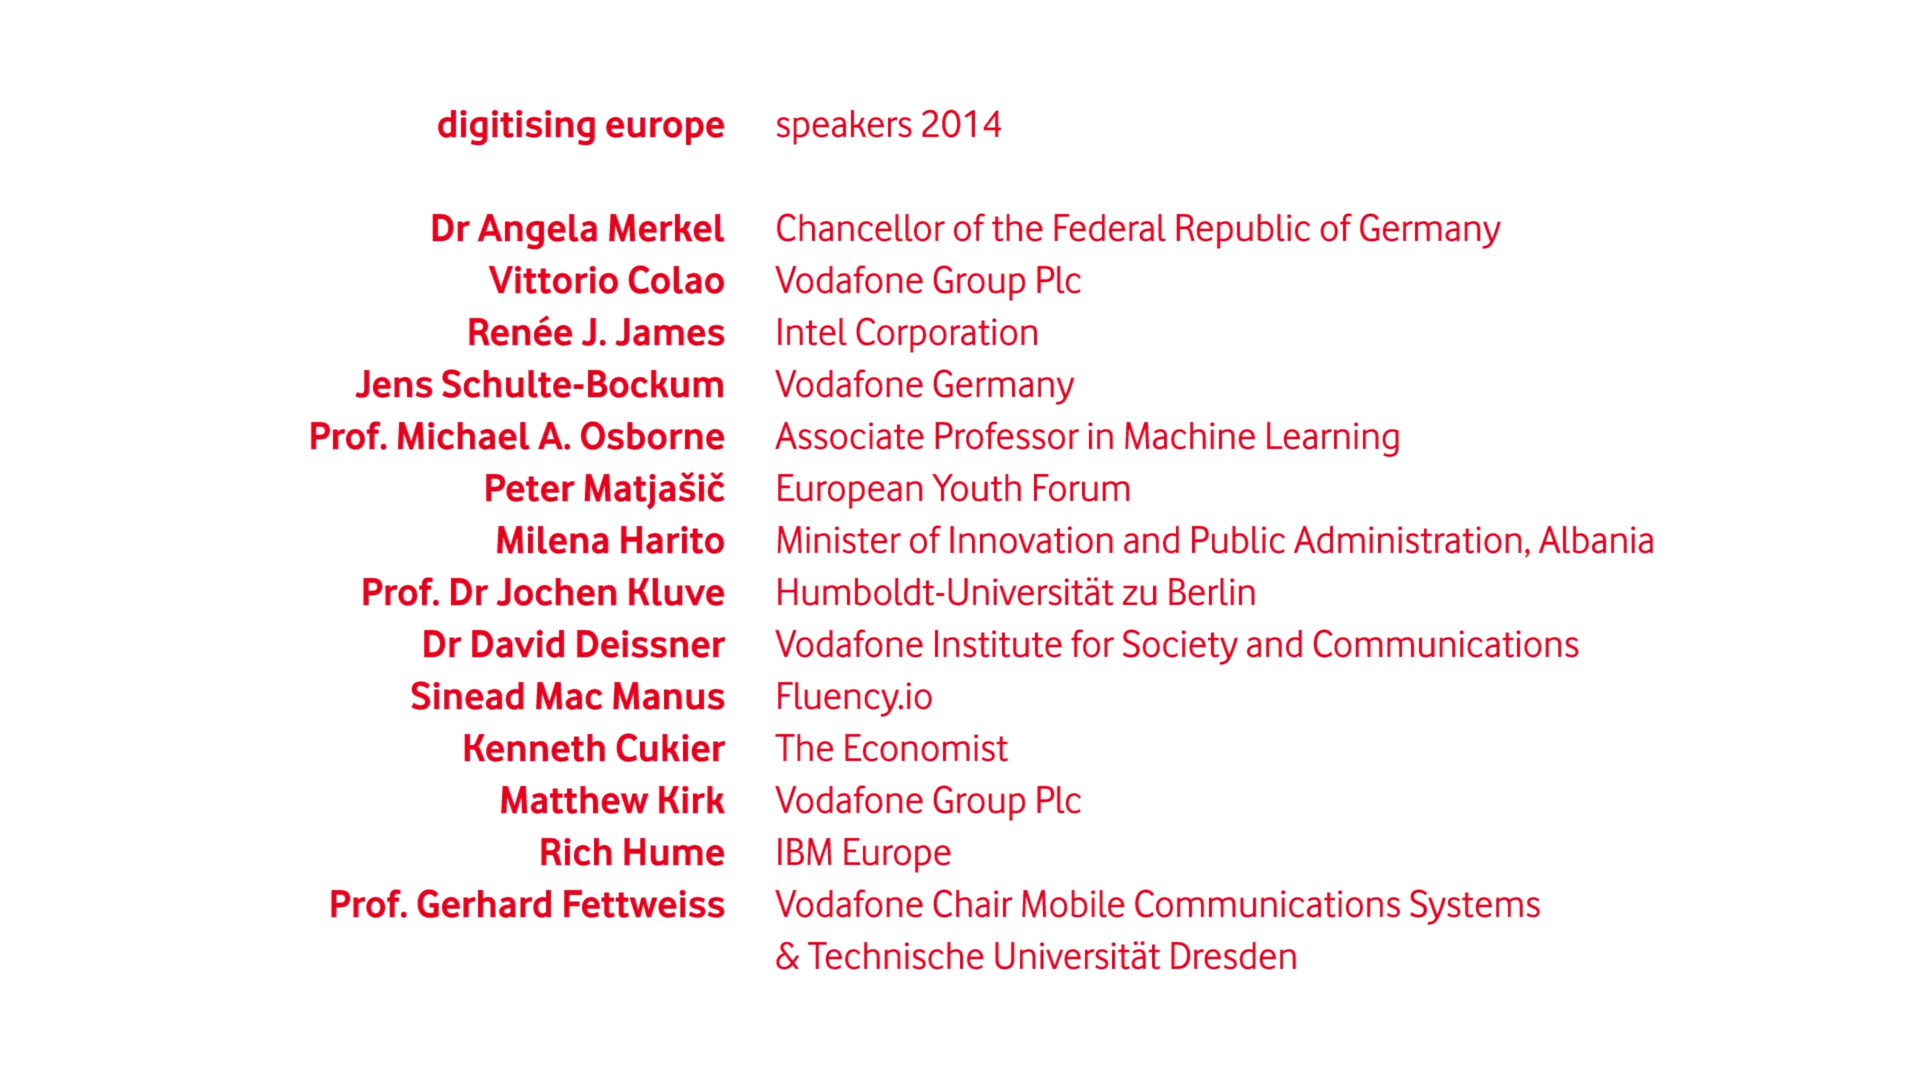 digitising europe speakers 2014
Dr Angela Merkel Chancellor of the Federal Republic of Germany
Vittorio Colao Vodafone Group Plc
Renée J. James Intel Corporation
Jens Schulte-Bockum Vodafone Germany
Prof. Michael A. Osborne Associate Professor in Machine Learning
Peter Matjašič European Youth Forum
Milena Harito Minister of Innovation and Public Administration, Albania
Prof. Dr Jochen Kluve Humboldt-Universität zu Berlin
Dr David Deissner Vodafone Institute for Society and Communications
Sinead Mac Manus Fluency.io
Kenneth Cukier The Economist
Matthew Kirk Vodafone Group Plc
Rich Hume IBM Europe
Prof. Gerhard Fettweiss Vodafone Chair Mobile Communications Systems
& Technische Universität Dresden